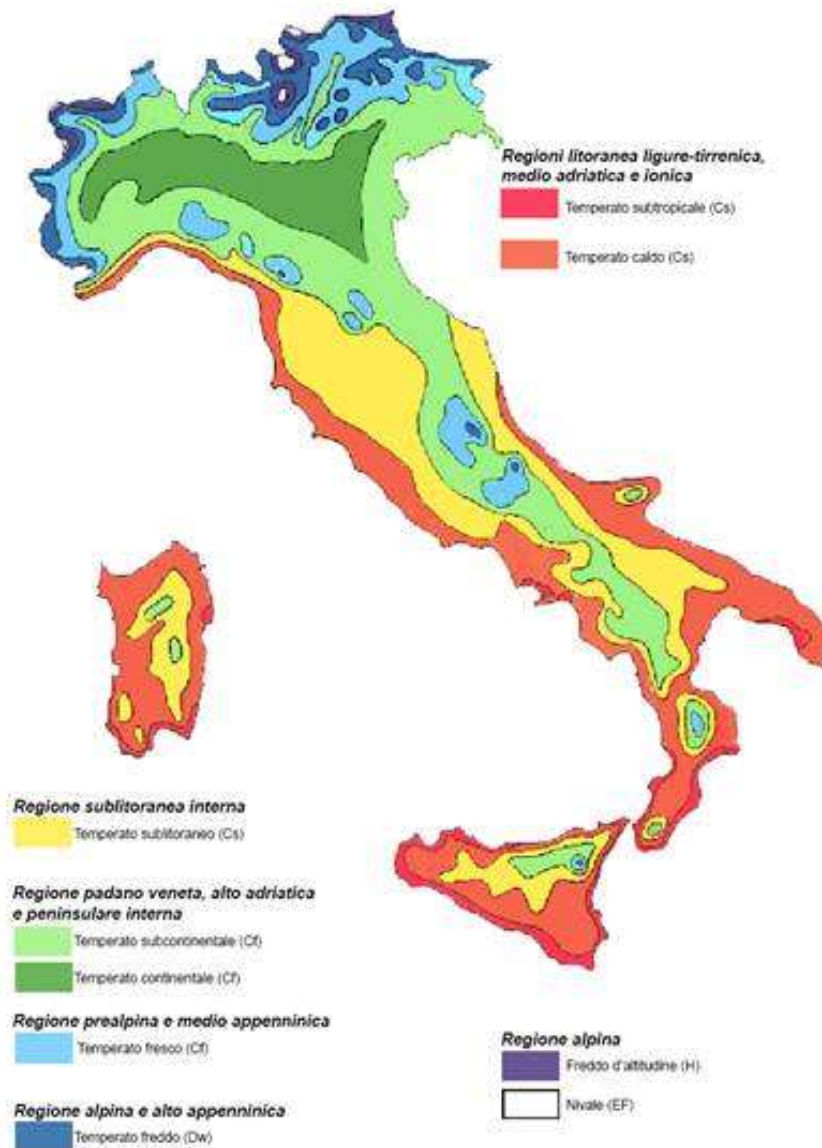 Regioni litoranea ligure-tirrenica,
medio adriatica e ionica
Temperato subtropicale (Cs)
Temperato caldo (Cs)
Regione sublitoranea interna
Temperato sublitoraneo (Cs)
Regione padano veneta, alto adriatica
e peninsulare interna
Temperato subcontinentale (Cf)
Temperato continentale (Cf)
Regione prealpina e medio appenninica
Temperato fresco (Cf)
Regione alpina e alto appenninica
Temperato freddo (Dw)
Regione alpina
Freddo d'altitudine (H)
Nivale (EF)